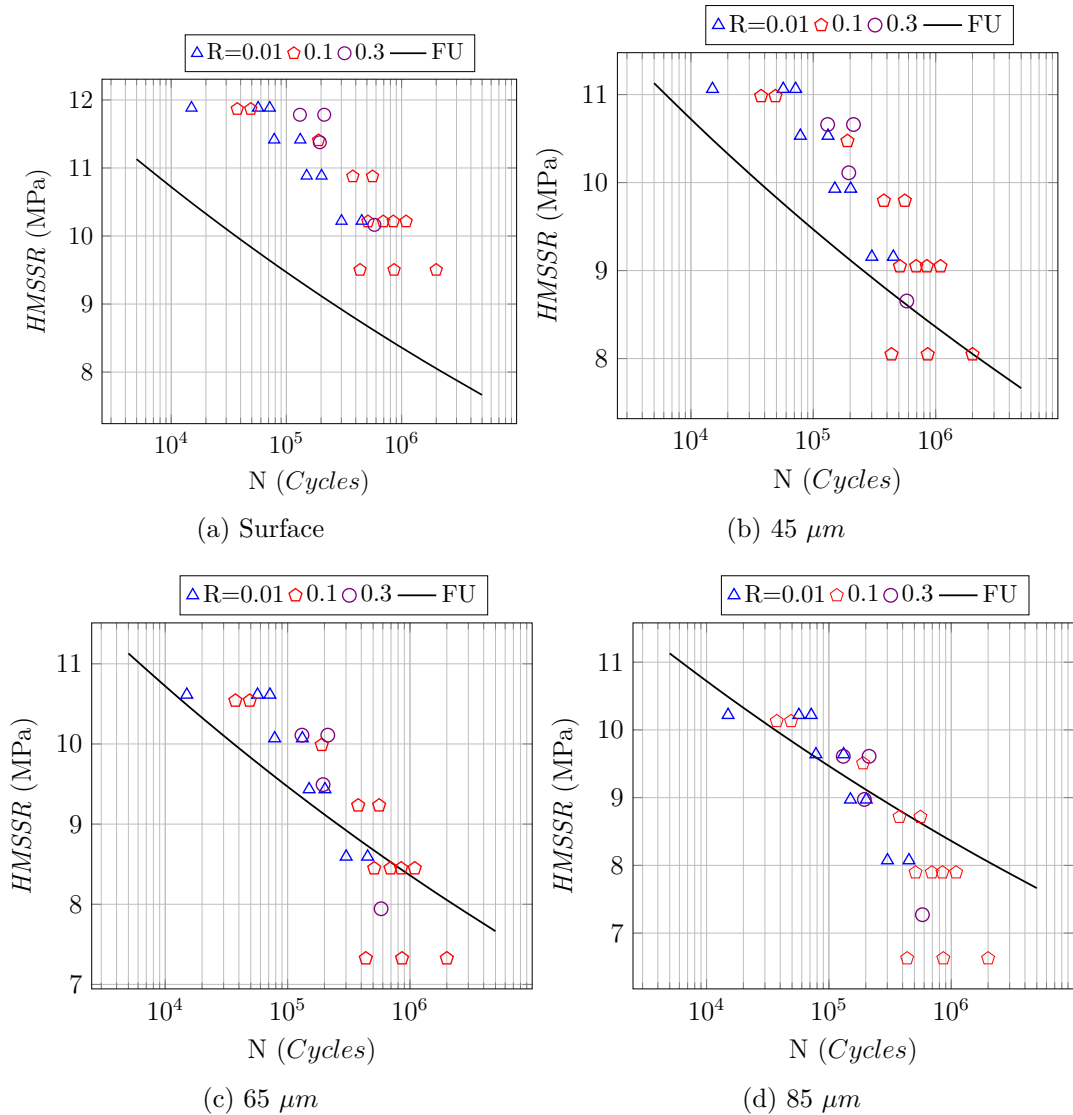 R=0.01 0.1 0.3 FU
12
11
10
9
8
HMSSR (MPa)
10^4 10^5 10^6
N (Cycles)
(a) Surface
R=0.01 0.1 0.3 FU
11
10
9
8
HMSSR (MPa)
10^4 10^5 10^6
N (Cycles)
(b) 45 μm
R=0.01 0.1 0.3 FU
11
10
9
8
7
HMSSR (MPa)
10^4 10^5 10^6
N (Cycles)
(c) 65 μm
R=0.01 0.1 0.3 FU
11
10
9
8
7
HMSSR (MPa)
10^4 10^5 10^6
N (Cycles)
(d) 85 μm